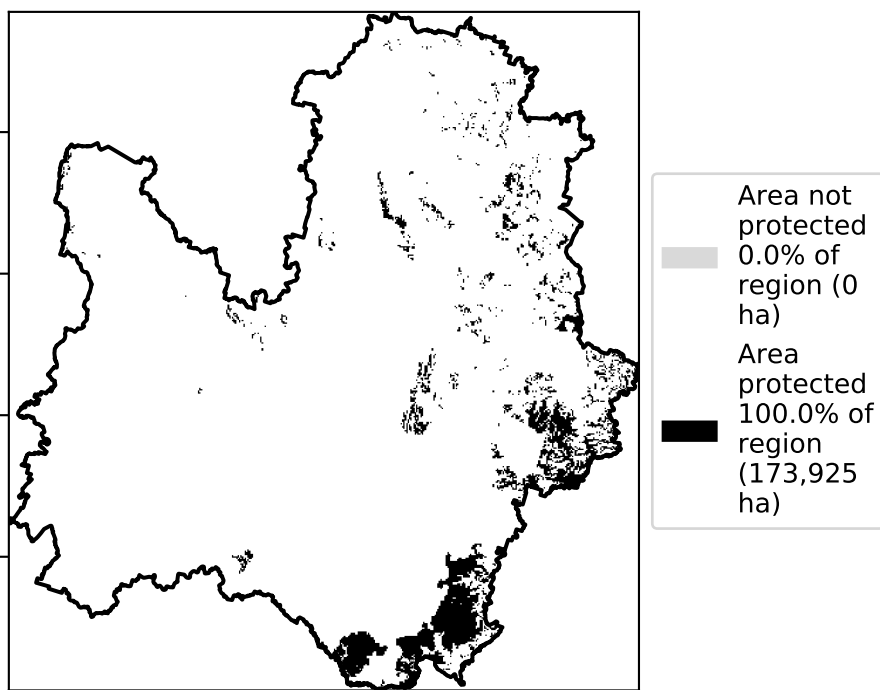 Area not
protected
0.0% of
region (0
ha)
Area
protected
100.0% of
region
(173,925
ha)